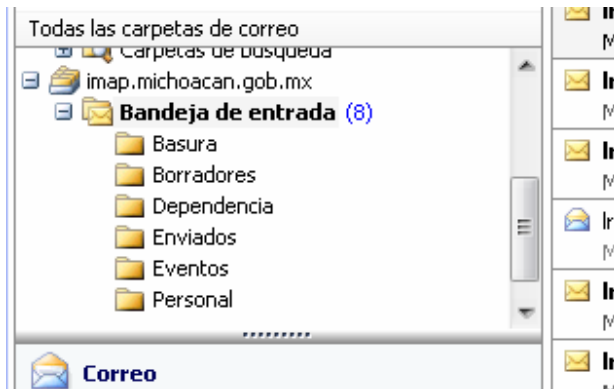 Todas las carpetas de correo
Carpetas de búsqueda
imap.michoacan.gob.mx
Bandeja de entrada (8)
Basura
Borradores
Dependencia
Enviados
Eventos
Personal
Correo